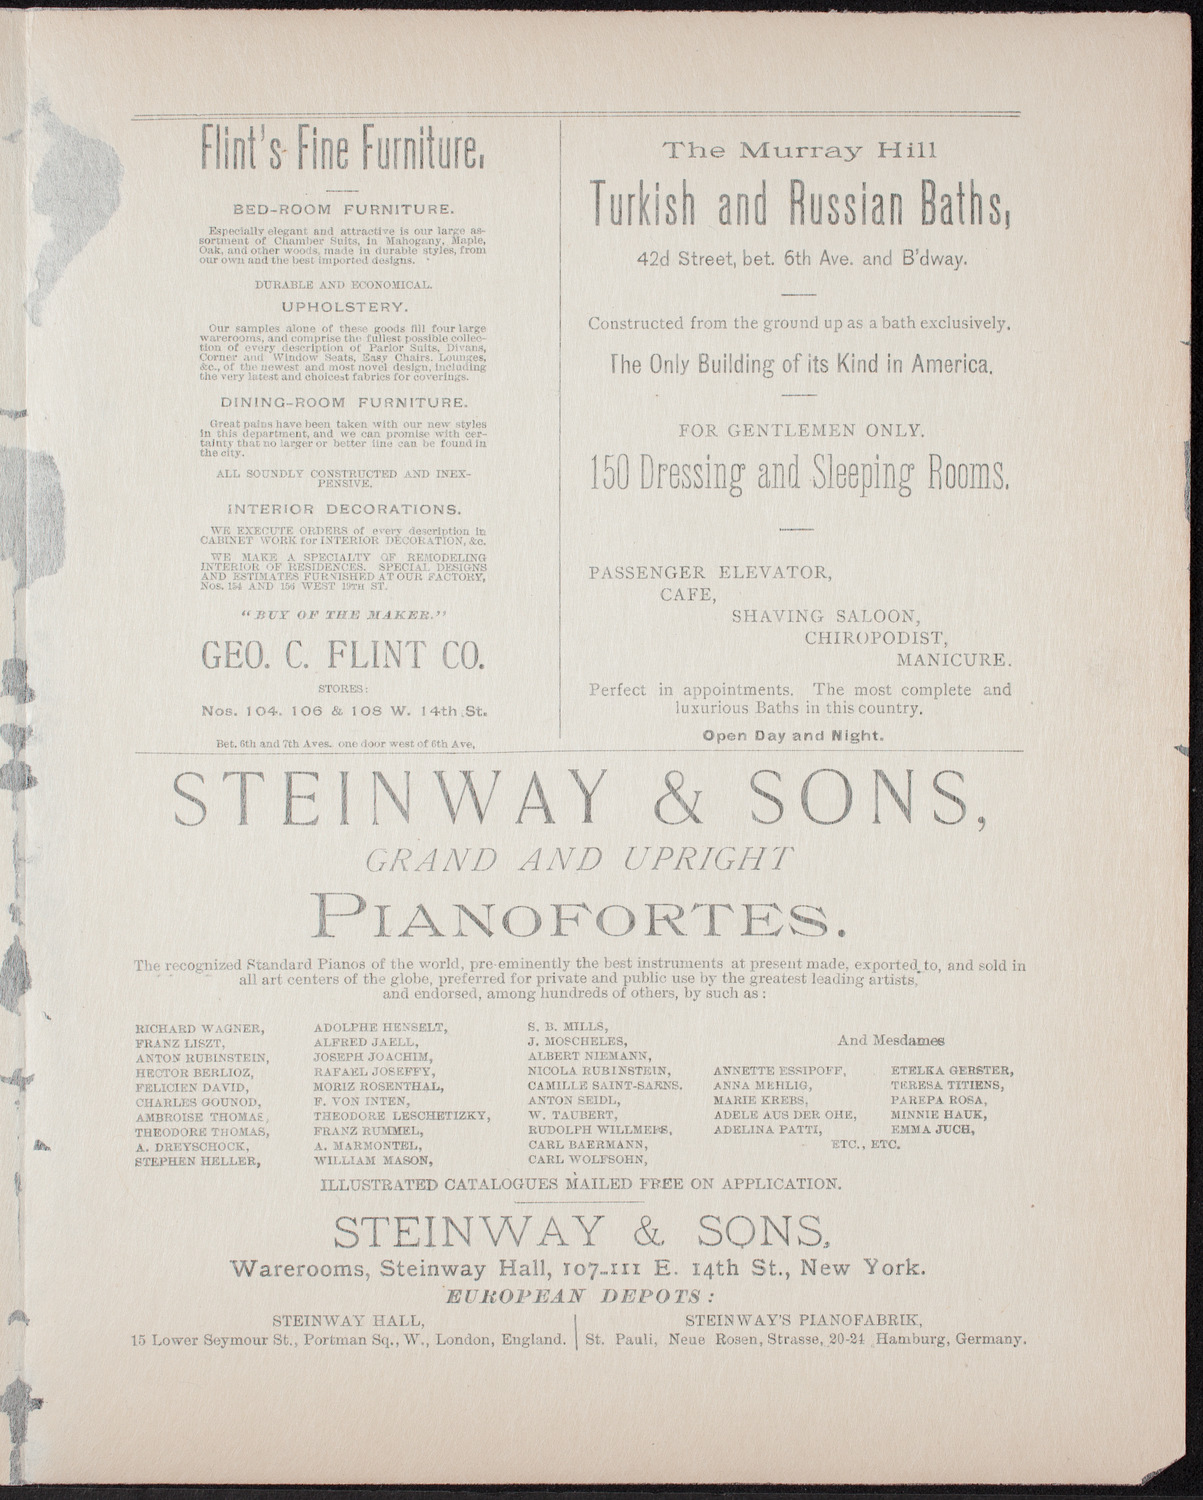 Flint's Fine Furniture.
BED-ROOM FURNITURE.
Especially elegant and attractive is our large as-
sortment of Chamber Suits, in Mahogany, Maple,
Oak, and other woods, made in durable styles, from
our own and the best imported designs.
DURABLE AND ECONOMICAL.
UPHOLSTERY.
Our samples alone of these goods fill four large
warerooms, and comprise the fullest possible collec-
tion of every description of Parlor Suits, Divans,
Corner and Window Seats, Easy Chairs, Lounges,
&c., of the newest and most novel design, including
the very latest and choicest fabrics for coverings.
DINING-ROOM FURNITURE.
Great pains have been taken with our new styles
in this department, and we can promise with cer-
tainty that no larger or better line can be found in
the city.
ALL SOUNDLY CONSTRUCTED AND INEX-
PENSIVE.
INTERIOR DECORATIONS.
WE EXECUTE ORDERS of every description in
CABINET WORK for INTERIOR DECORATION, &c.
WE MAKE A SPECIALTY OF REMODELING
INTERIOR OF RESIDENCES. SPECIAL DESIGNS
AND ESTIMATES FURNISHED AT OUR FACTORY,
Nos. 154 AND 156 WEST 19TH ST.
"BUY OF THE MAKER."
GEO. C. FLINT CO.
STORES:
Nos. 104. 106 & 108 W. 14th St.
Bet. 6th and 7th Aves. one door west of 6th Ave,
The Murray Hill
Turkish and Russian Baths,
42d Street, bet. 6th Ave. and B'dway.
Constructed from the ground up as a bath exclusively.
The Only Building of its Kind in America.
FOR GENTLEMEN ONLY.
150 Dressing and Sleeping Rooms.
PASSENGER ELEVATOR,
CAFE,
SHAVING SALOON,
CHIROPODIST,
MANICURE.
Perfect in appointments. The most complete and
luxurious Baths in this country.
Open Day and Night.
STEINWAY & SONS,
GRAND AND UPRIGHT
PIANOFORTES.
The recognized Standard Pianos of the world, pre-eminently the best instruments at present made, exported to, and sold in
all art centers of the globe, preferred for private and public use by the greatest leading artists,
and endorsed, among hundreds of others, by such as:
RICHARD WAGNER,
FRANZ LISZT,
ANTON RUBINSTEIN,
HECTOR BERLIOZ,
FELICIEN DAVID,
CHARLES GOUNOD,
AMBROISE THOMAS,
THEODORE THOMAS,
A. DREYSCHOCK,
STEPHEN HELLER,
ADOLPHE HENSELT,
ALFRED JAELL,
JOSEPH JOACHIM,
RAFAEL JOSEFFY,
MORIZ ROSENTHAL,
F. VON INTEN,
THEODORE LESCHETIZKY,
FRANZ RUMMEL,
A. MARMONTEL,
WILLIAM MASON,
S. B. MILLS,
J. MOSCHELES,
ALBERT NIEMANN,
NICOLA RUBINSTEIN,
CAMILLE SAINT-SAENS,
ANTON SEIDL,
W. TAUBERT,
RUDOLPH WILLMERS,
CARL BAERMANN,
CARL WOLFSOHN,
And Mesdames
ANNETTE ESSIPOFF,
ANNA MEHLIG,
MARIE KREBS,
ADELE AUS DER OHE,
ADELINA PATTI,
ETELKA GERSTER,
TERESA TITIENS,
PAREPA ROSA,
MINNIE HAUK,
EMMA JUCH,
ETC., ETC.
ILLUSTRATED CATALOGUES MAILED FREE ON APPLICATION.
STEINWAY & SONS,
Warerooms, Steinway Hall, 107-111 E. 14th St., New York.
EUROPEAN DEPOTS:
STEINWAY HALL,
15 Lower Seymour St., Portman Sq., W., London, England.
STEINWAY'S PIANOFABRIK,
St. Pauli, Neue Rosen, Strasse, 20-24 Hamburg, Germany.